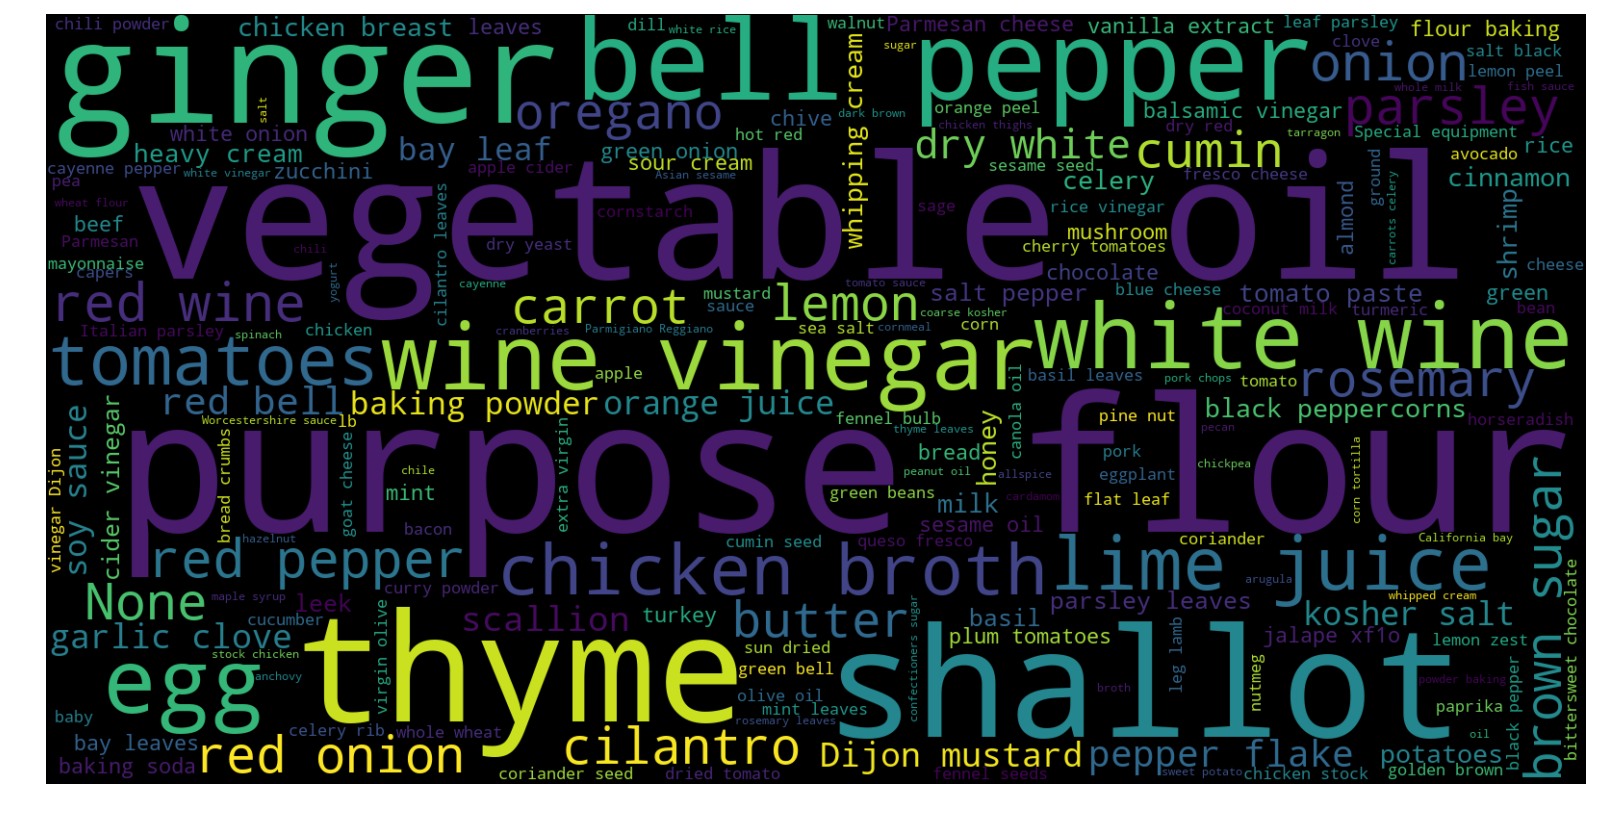 chili powder
chicken breast
leaves
dill
white rice
walnut
Parmesan cheese
vanilla extract
leaf parsley
flour baking
ginger
bell
pepper
sugar
clove
onion
salt black
lemon peel
whole milk
fish sauce
salt
oregano
chive
whipping cream
dark brown
orange peel
balsamic vinegar
parsley
white onion
hot red
chicken thighs
dry red
tarragon
Special equipment
heavy cream
bay leaf
green onion
dry white
cumin
rice
cayenne pepper
white vinegar
zucchini
sour cream
apple cider
sesame seed
fresco cheese
avocado
pea
Asian sesame
celery
cinnamon
vegetable oil
wheat flour
cilantro leaves
cornstarch
sage
rice vinegar
almond
ground
carrots celery
beef
Parmesan
chili
dry yeast
mushroom
cherry tomatoes
shrimp
mayonnaise
capers
yogurt
cayenne
tomato sauce
chocolate
cheese
red wine
carrot
mustard
sauce
lemon
salt pepper
blue cheese
tomato paste
green
coarse kosher
coconut milk
turmeric
bean
Italian parsley
spinach
chicken
cranberries
Parmigiano Reggiano
sea salt
cornmeal
corn
tomatoes
wine vinegar
white wine
apple
canola oil
basil leaves
pork chops
tomato
rosemary
red bell
baking powder
orange juice
soy sauce
cider vinegar
Worcestershire sauce
lb
fennel bulb
thyme leaves
honey
pine nut
black peppercorns
horseradish
pecan
purpose flour
vinegar Dijon
bread crumbs
goat cheese
chile
extra virgin
bread
pork
peanut oil
allspice
eggplant
chickpea
corn tortilla
mint
green beans
milk
cardamom
flat leaf
brown sugar
bacon
sesame oil
hazelnut
cumin seed
queso fresco
coriander
California bay
red pepper
chicken broth
lime juice
arugula
bittersweet chocolate
None
maple syrup
leek
curry powder
whipped cream
cucumber
virgin olive
scallion
turkey
butter
basil
parsley leaves
kosher salt
garlic clove
stock chicken
anchovy
thyme
sun dried
confectioners sugar
plum tomatoes
leg lamb
jalape xf1o
lemon zest
egg
green bell
shallot
nutmeg
black pepper
powder baking
broth
olive oil
mint leaves
rosemary leaves
paprika
baby
celery rib
whole wheat
oil
bay leaves
red onion
cilantro
Dijon mustard
pepper flake
potatoes
baking soda
coriander seed
dried tomato
fennel seeds
sweet potato
chicken stock
golden brown